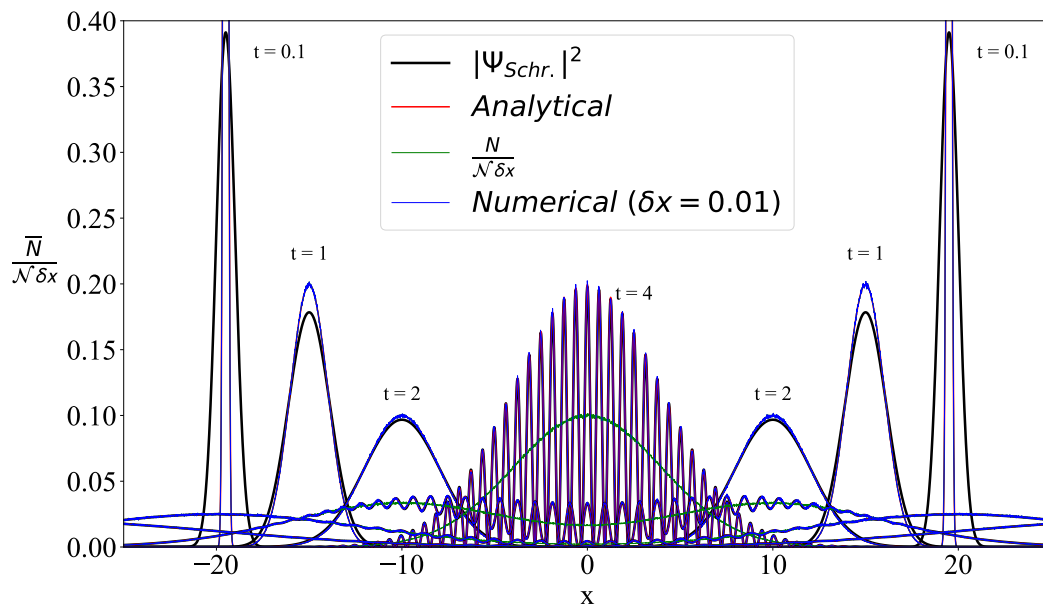 0.40
0.35
0.30
0.25
0.20
0.15
0.10
0.05
0.00
N̅
𝒩 δx
−20
−10
0
10
20
x
|Ψ_Schr.|²
Analytical
N
𝒩 δx
Numerical (δx = 0.01)
t = 0.1
t = 0.1
t = 1
t = 1
t = 4
t = 2
t = 2